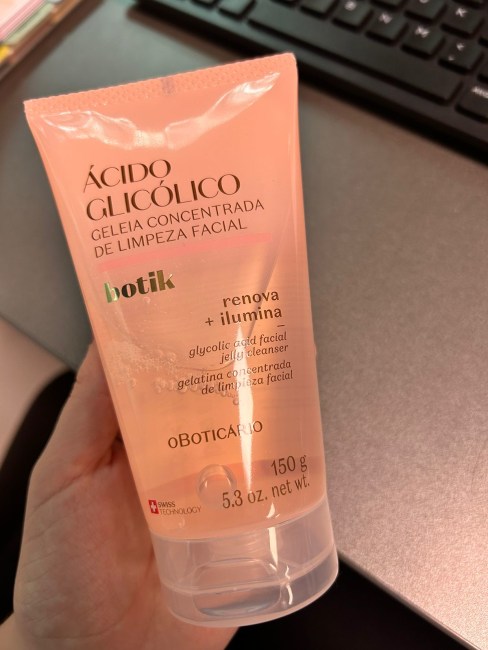 ÁCIDO
GLICÓLICO
GELEIA CONCENTRADA
DE LIMPEZA FACIAL
botik
renova
+ ilumina
glycolic acid facial
jelly cleanser
gelatina concentrada
de limpieza facial
oBOTICÁRIO
150 g
5.3 oz. net wt.
SWISS
TECHNOLOGY